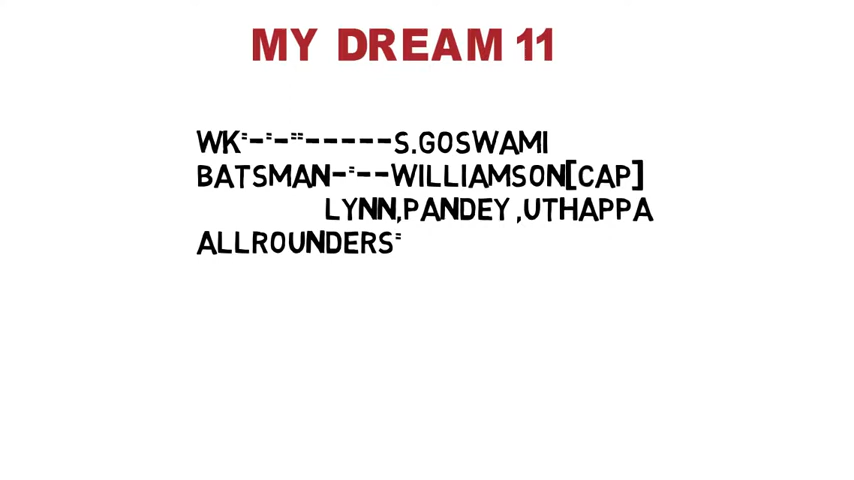 MY DREAM 11
WK=-=-==-----S.GOSWAMI
BATSMAN-=--WILLIAMSON[CAP]
LYNN,PANDEY ,UTHAPPA
ALLROUNDERS=